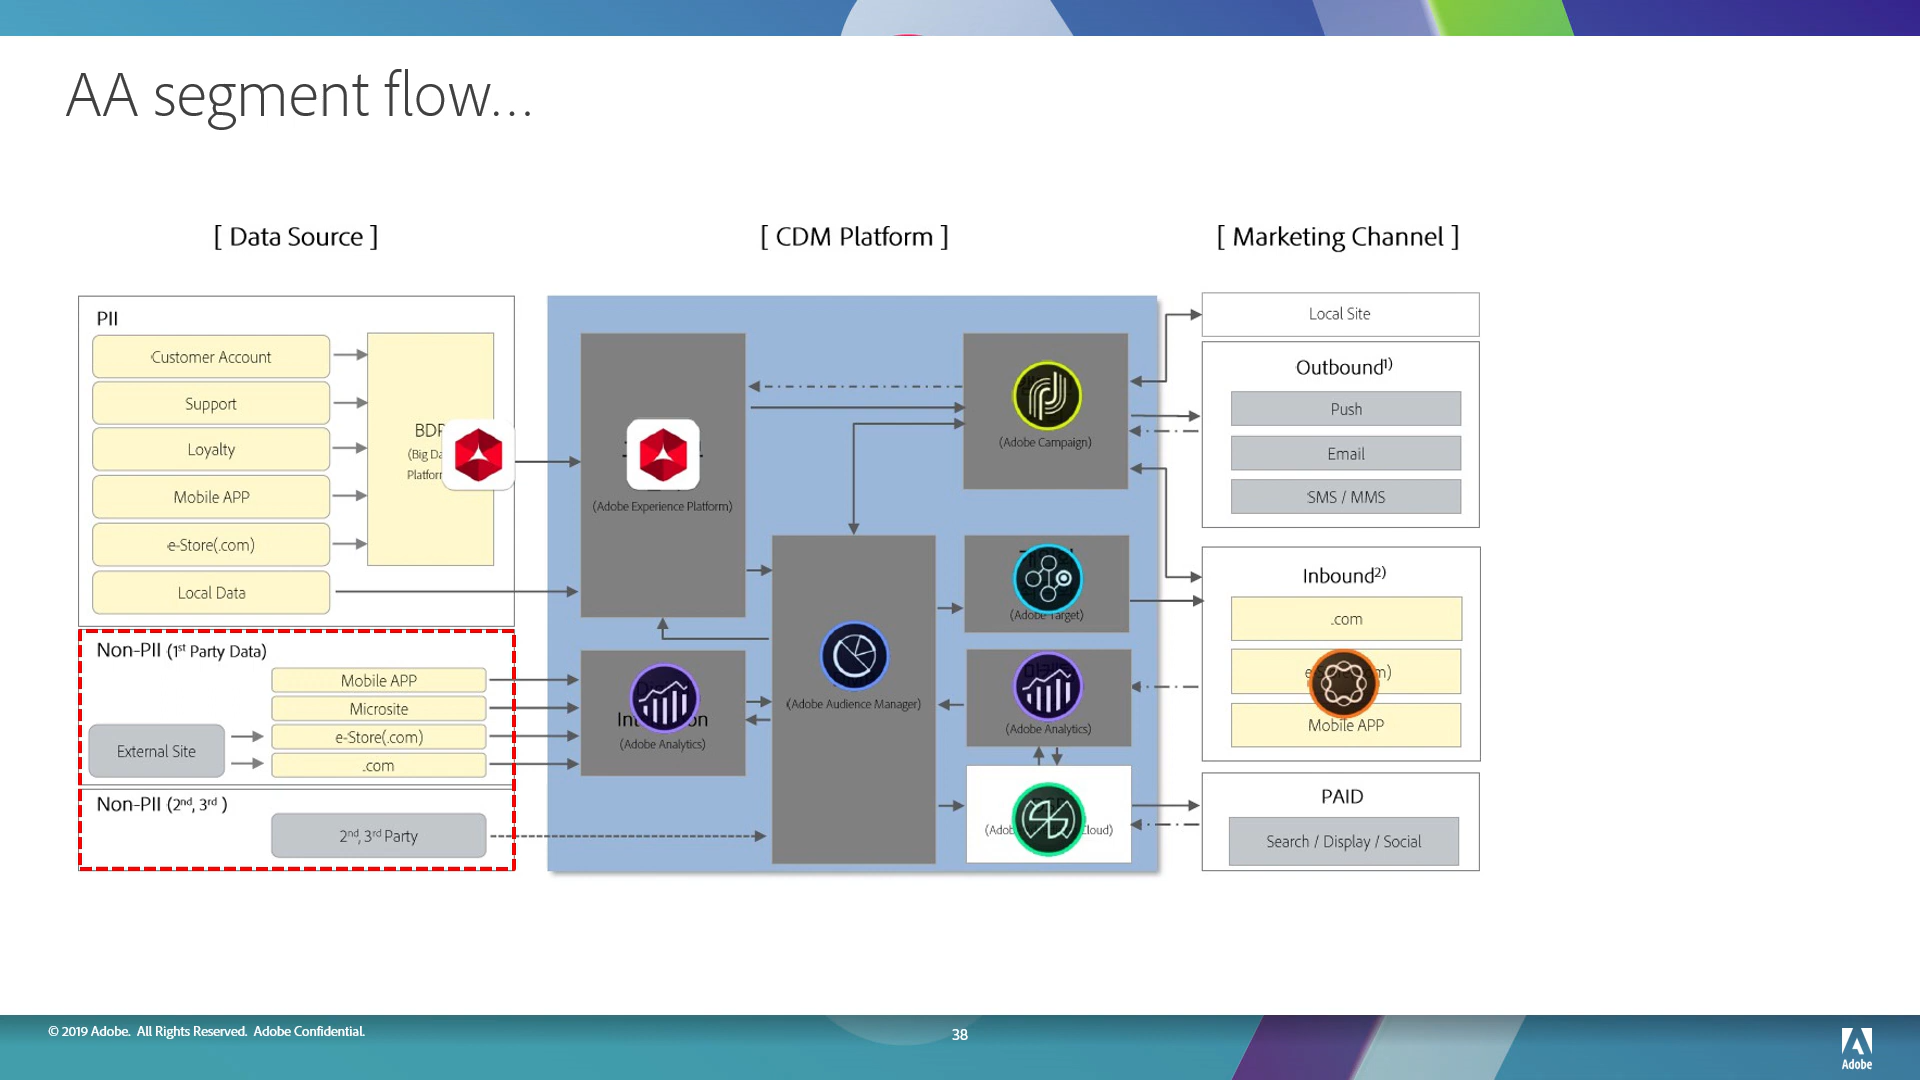 AA segment flow...
[ Data Source ]
[ CDM Platform ]
[ Marketing Channel ]
PII
Customer Account
Support
Loyalty
Mobile APP
e-Store(.com)
Local Data
(Adobe Experience Platform)
(Adobe Campaign)
Local Site
Outbound1)
Push
Email
SMS / MMS
Non-PII (1st Party Data)
Mobile APP
Microsite
e-Store(.com)
.com
External Site
Non-PII (2nd, 3rd )
2nd, 3rd Party
(Adobe Analytics)
(Adobe Audience Manager)
(Adobe Target)
(Adobe Analytics)
Inbound2)
.com
Mobile APP
PAID
Search / Display / Social
© 2019 Adobe. All Rights Reserved. Adobe Confidential.
38
Adobe